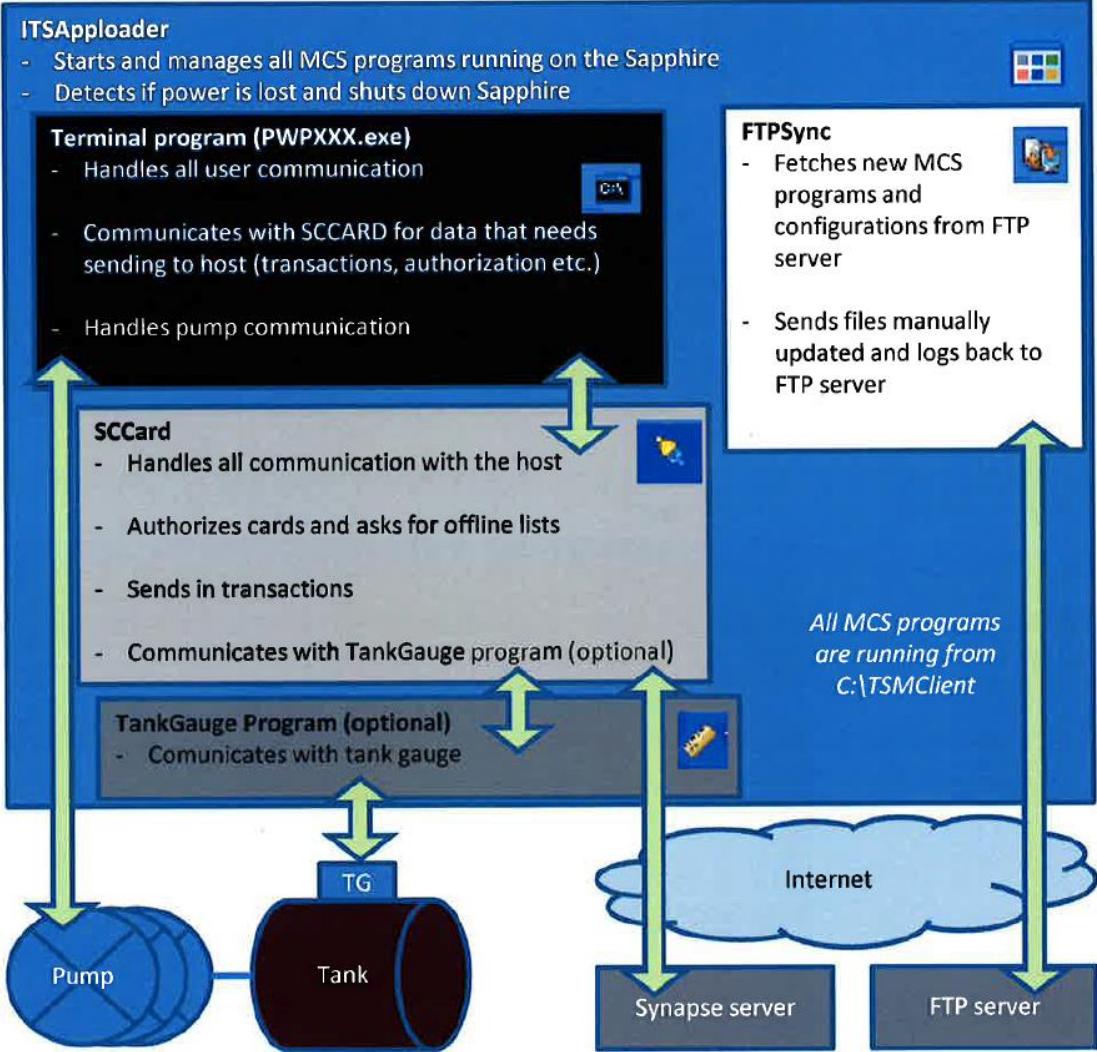 ITSApploader
- Starts and manages all MCS programs running on the Sapphire
- Detects if power is lost and shuts down Sapphire
Terminal program (PWPXXX.exe)
- Handles all user communication
C:\
- Communicates with SCCARD for data that needs
sending to host (transactions, authorization etc.)
- Handles pump communication
FTPSync
- Fetches new MCS
programs and
configurations from FTP
server
- Sends files manually
updated and logs back to
FTP server
SCCard
- Handles all communication with the host
- Authorizes cards and asks for offline lists
- Sends in transactions
- Communicates with TankGauge program (optional)
All MCS programs
are running from
C:\TSMClient
TankGauge Program (optional)
- Comunicates with tank gauge
TG
Internet
Pump
Tank
Synapse server
FTP server